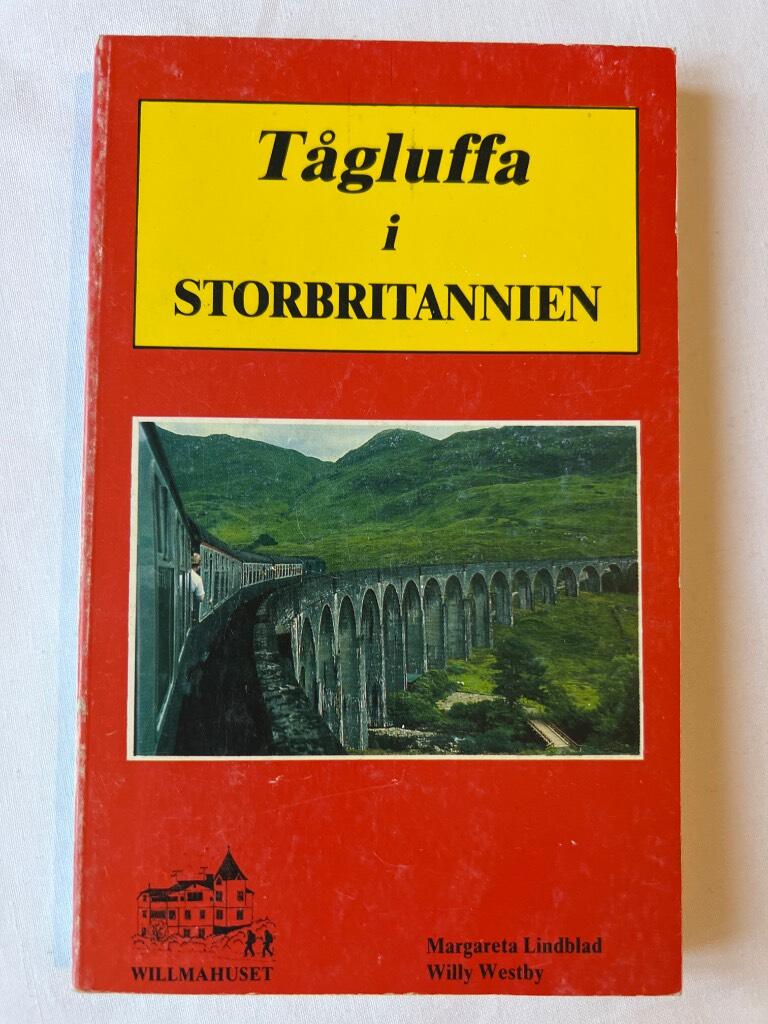 Tågluffa
i
STORBRITANNIEN
WILLMAHUSET
Margareta Lindblad
Willy Westby